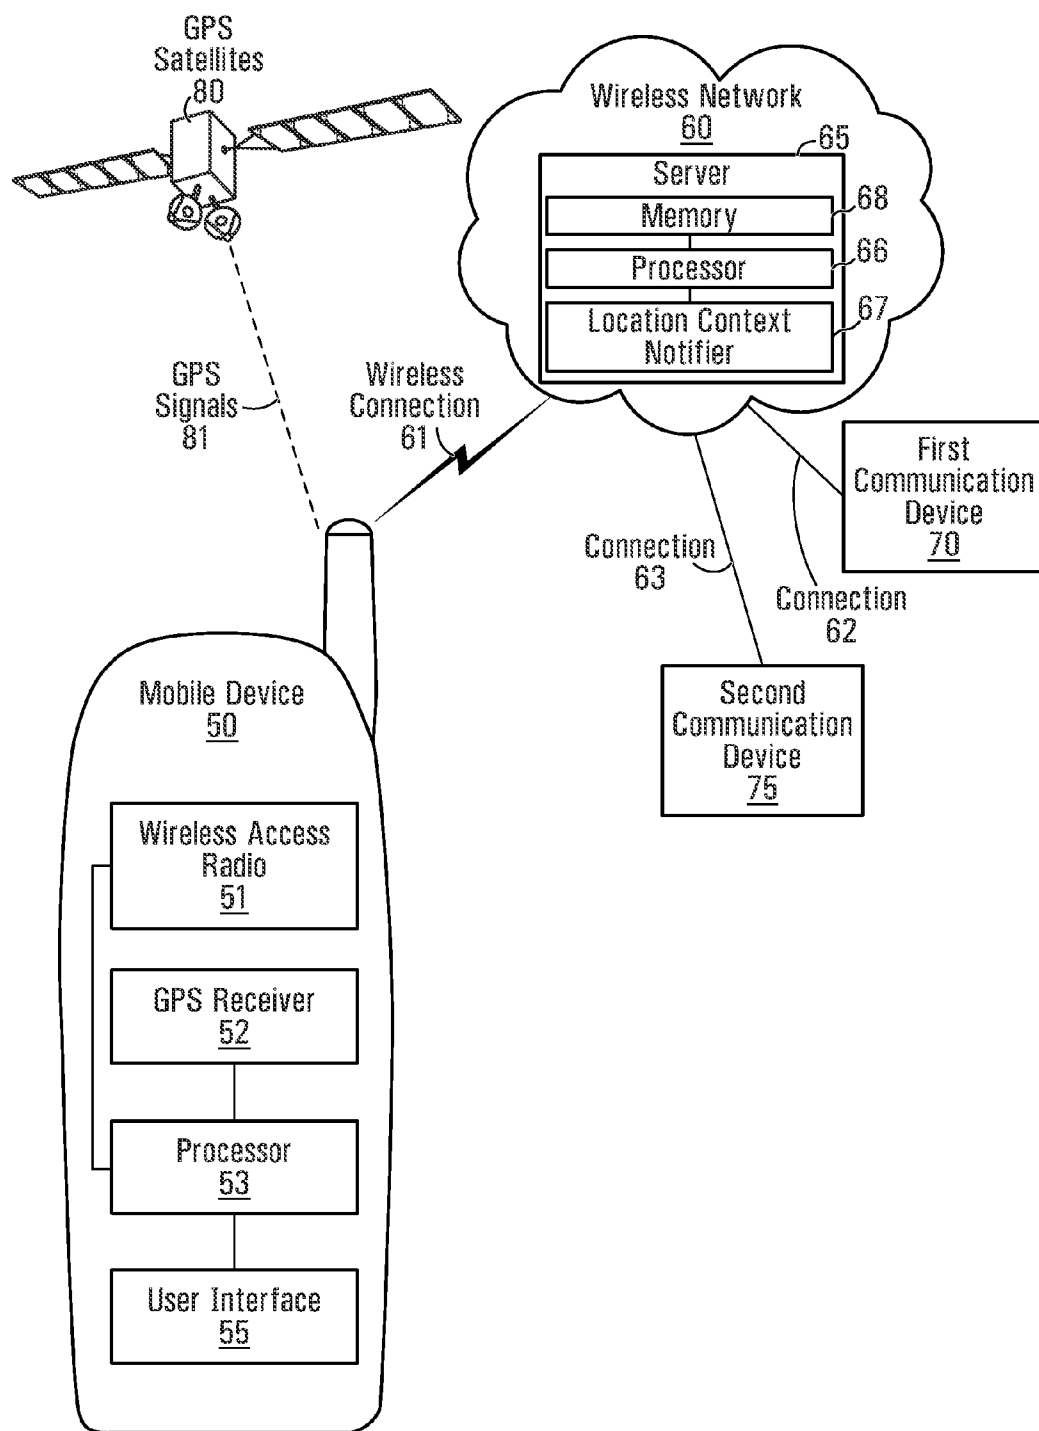 GPS
Satellites
80
Wireless Network
60
65
Server
Memory
68
Processor
66
Location Context
Notifier
67
GPS
Signals
81
Wireless
Connection
61
First
Communication
Device
70
Connection
63
Connection
62
Second
Communication
Device
75
Mobile Device
50
Wireless Access
Radio
51
GPS Receiver
52
Processor
53
User Interface
55